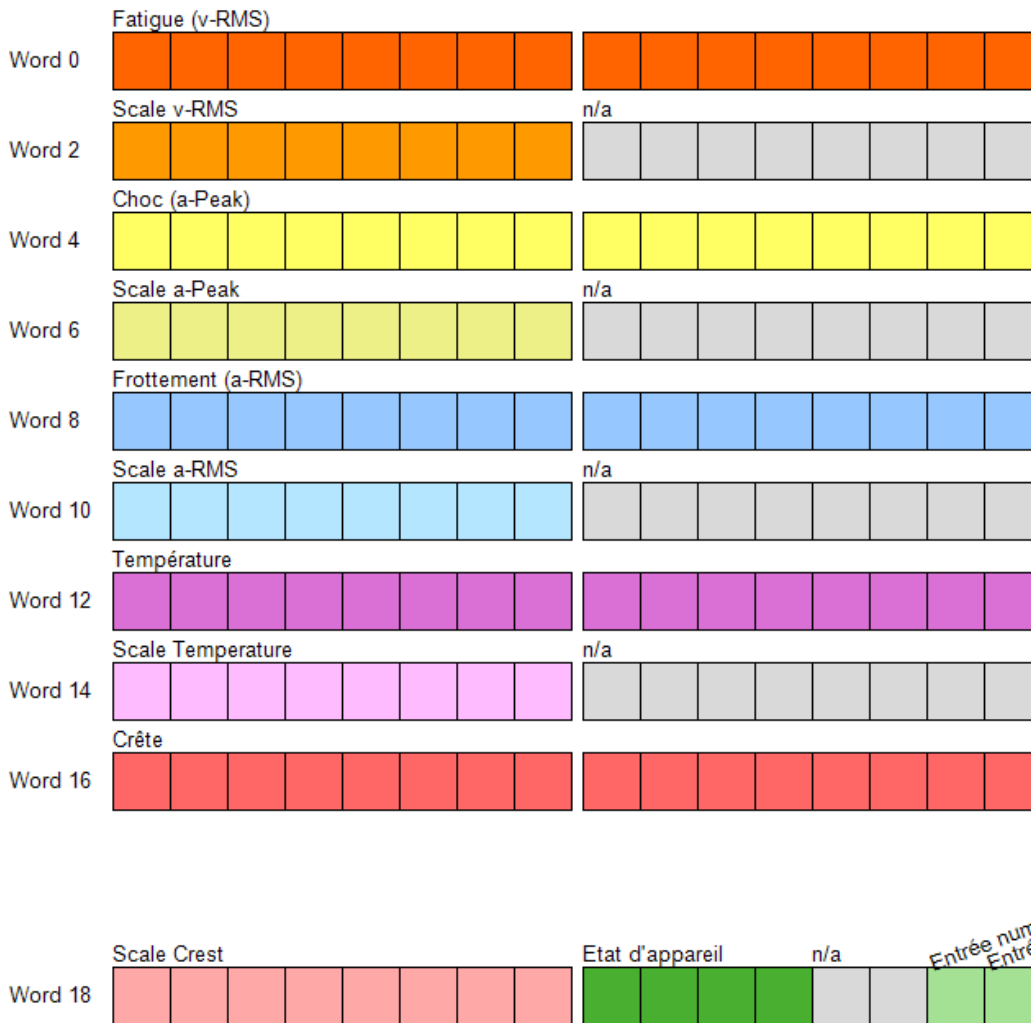 Fatigue (v-RMS)
Word 0
Scale v-RMS n/a
Word 2
Choc (a-Peak)
Word 4
Scale a-Peak n/a
Word 6
Frottement (a-RMS)
Word 8
Scale a-RMS n/a
Word 10
Température
Word 12
Scale Temperature n/a
Word 14
Crête
Word 16
Scale Crest Etat d'appareil n/a Entrée
Word 18